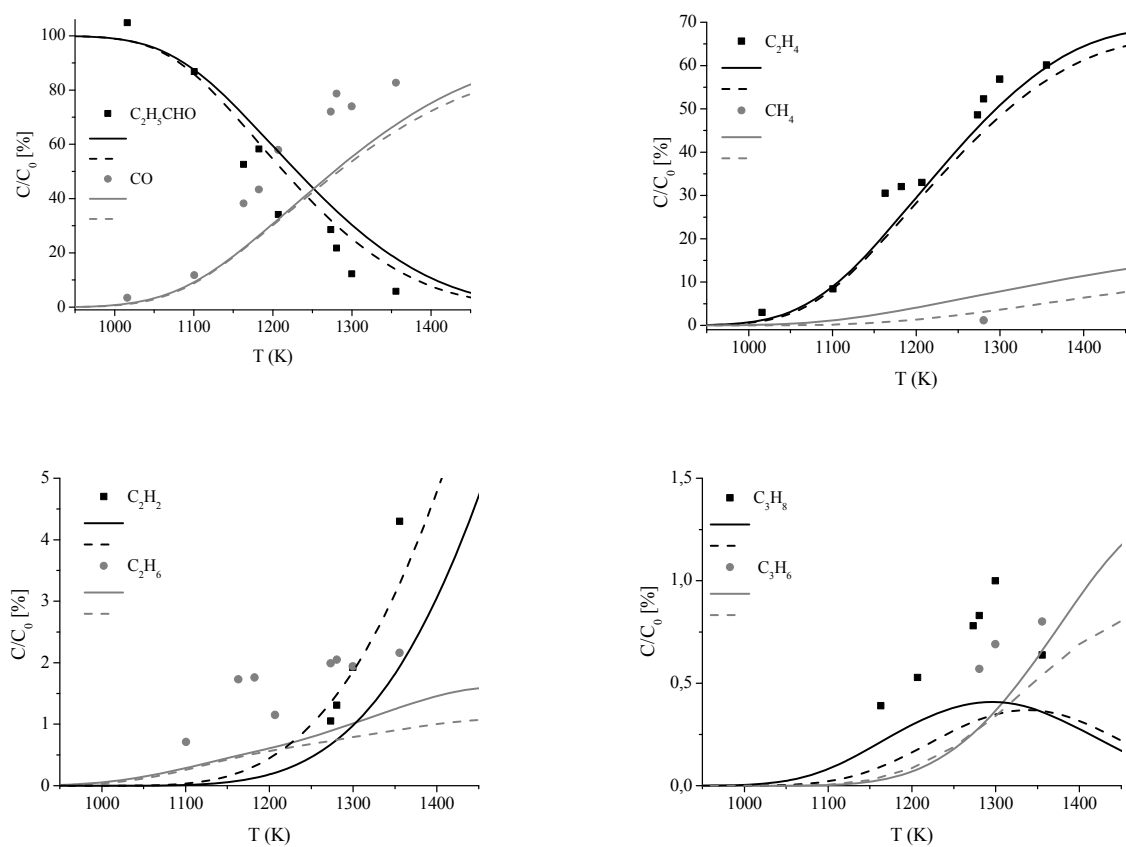 C/C₀ [%]
100
80
60
40
20
0
C₂H₅CHO
CO
1000 1100 1200 1300 1400
T (K)
C/C₀ [%]
70
60
50
40
30
20
10
0
C₂H₄
CH₄
1000 1100 1200 1300 1400
T (K)
C/C₀ [%]
5
4
3
2
1
0
C₂H₂
C₂H₆
1000 1100 1200 1300 1400
T (K)
C/C₀ [%]
1,5
1,0
0,5
0,0
C₃H₈
C₃H₆
1000 1100 1200 1300 1400
T (K)